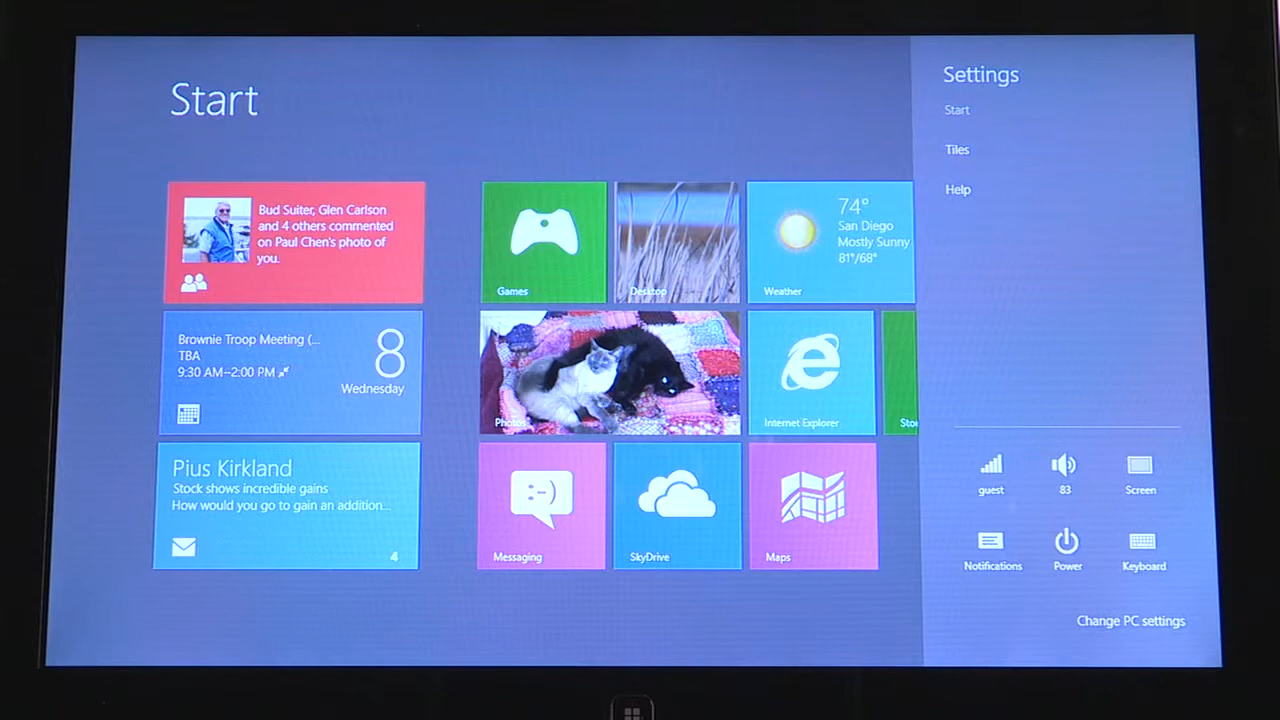 Start
Bud Suiter, Glen Carlson
and 4 others commented
on Paul Chen's photo of
you.
Brownie Troop Meeting (...
TBA
9:30 AM–2:00 PM
8
Wednesday
Pius Kirkland
Stock shows incredible gains
How would you go to gain an addition...
4
Games
Desktop
74°
San Diego
Mostly Sunny
81°/68°
Weather
Photos
Internet Explorer
Sto
Messaging
SkyDrive
Maps
Settings
Start
Tiles
Help
guest
83
Screen
Notifications
Power
Keyboard
Change PC settings